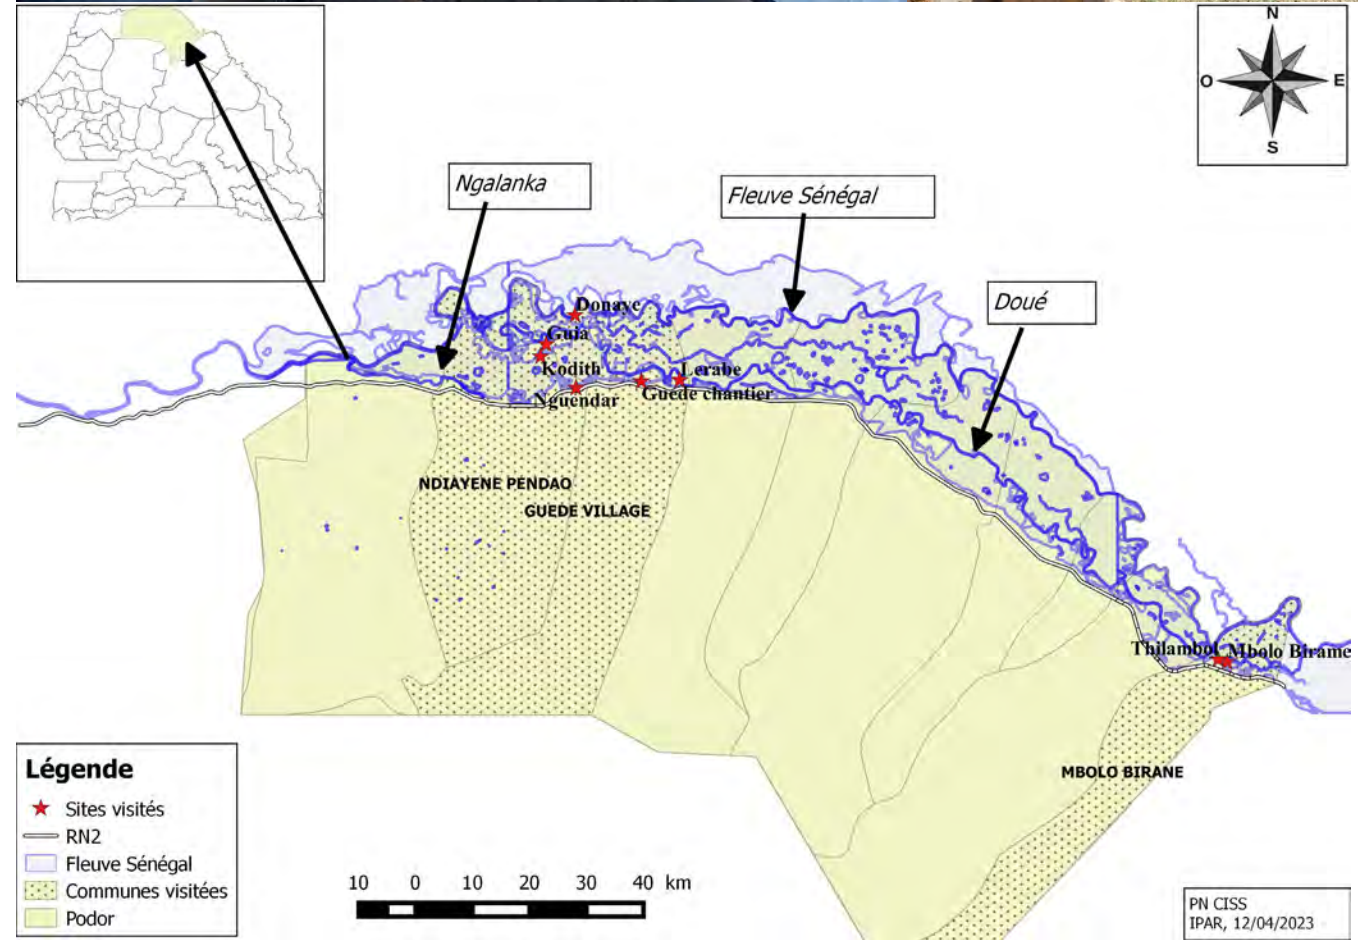 N
O
E
S
Ngalanka
Fleuve Sénégal
Doué
Donaye
Guia
Kodith
Lerabe
Nguendar
Guede chantier
NDIAYENE PENDAO
GUEDE VILLAGE
Thilambol
Mbolo Birame
MBOLO BIRANE
Légende
Sites visités
RN2
Fleuve Sénégal
Communes visitées
Podor
10 0 10 20 30 40 km
PN CISS
IPAR, 12/04/2023